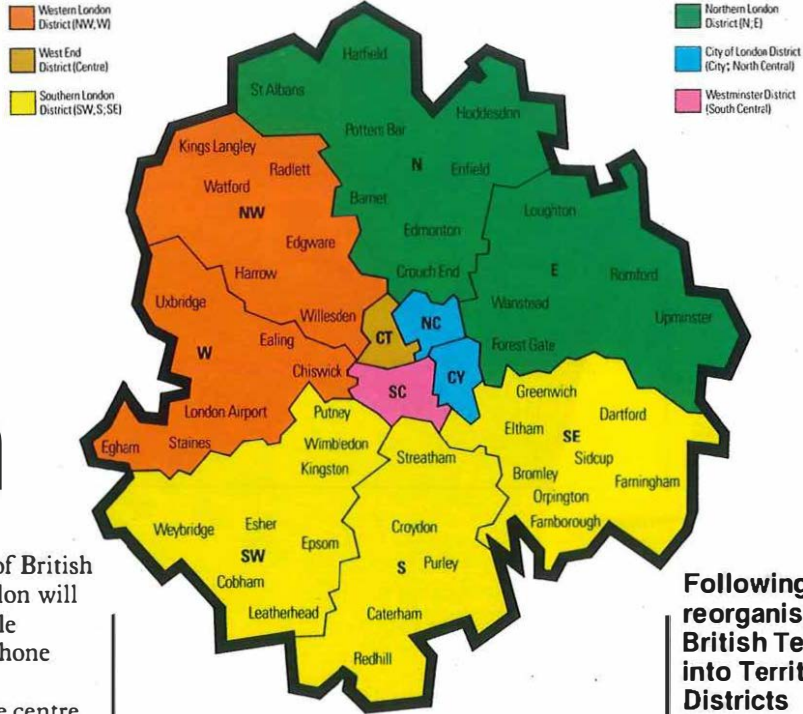 Western London
District (NW, W)
West End
District (Centre)
Southern London
District (SW, S, SE)
Northern London
District (N, E)
City of London District
(City; North Central)
Westminster District
(South Central)
Hatfield
St Albans
Hoddesdon
Potters Bar
N
Enfield
Barnet
Edmonton
Crouch End
Kings Langley
Radlett
Watford
NW
Edgware
Harrow
Willesden
Loughton
E
Romford
Wanstead
Upminster
Forest Gate
Uxbridge
W
Ealing
Chiswick
London Airport
Egham
Staines
CT
NC
CY
SC
Putney
Wimbledon
Kingston
Weybridge
Esher
Epsom
SW
Cobham
Leatherhead
Streatham
Croydon
S
Purley
Caterham
Redhill
Greenwich
Dartford
Eltham
SE
Sidcup
Bromley
Farningham
Orpington
Farnborough
of British
lon will
le
hone
e centre
Following
reorganis
British Te
into Territ
Districts